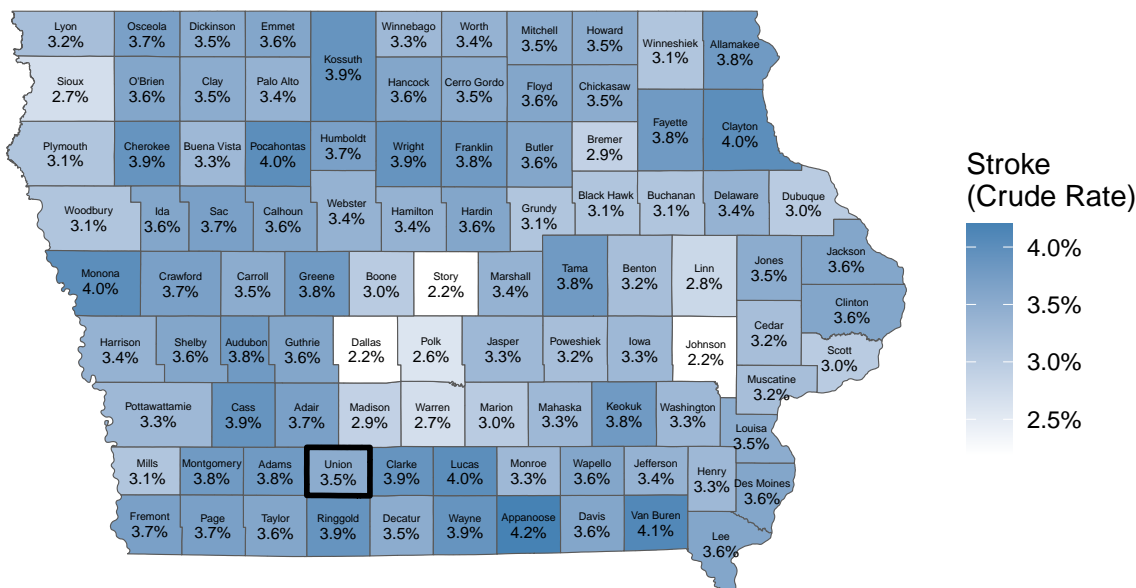 Lyon
3.2%
Osceola
3.7%
Dickinson
3.5%
Emmet
3.6%
Kossuth
3.9%
Winnebago
3.3%
Worth
3.4%
Mitchell
3.5%
Howard
3.5%
Winneshiek
3.1%
Allamakee
3.8%
Sioux
2.7%
O'Brien
3.6%
Clay
3.5%
Palo Alto
3.4%
Hancock
3.6%
Cerro Gordo
3.5%
Floyd
3.6%
Chickasaw
3.5%
Plymouth
3.1%
Cherokee
3.9%
Buena Vista
3.3%
Pocahontas
4.0%
Humboldt
3.7%
Wright
3.9%
Franklin
3.8%
Butler
3.6%
Bremer
2.9%
Fayette
3.8%
Clayton
4.0%
Woodbury
3.1%
Ida
3.6%
Sac
3.7%
Calhoun
3.6%
Webster
3.4%
Hamilton
3.4%
Hardin
3.6%
Grundy
3.1%
Black Hawk
3.1%
Buchanan
3.1%
Delaware
3.4%
Dubuque
3.0%
Monona
4.0%
Crawford
3.7%
Carroll
3.5%
Greene
3.8%
Boone
3.0%
Story
2.2%
Marshall
3.4%
Tama
3.8%
Benton
3.2%
Linn
2.8%
Jones
3.5%
Jackson
3.6%
Clinton
3.6%
Harrison
3.4%
Shelby
3.6%
Audubon
3.8%
Guthrie
3.6%
Dallas
2.2%
Polk
2.6%
Jasper
3.3%
Poweshiek
3.2%
Iowa
3.3%
Johnson
2.2%
Cedar
3.2%
Scott
3.0%
Muscatine
3.2%
Pottawattamie
3.3%
Cass
3.9%
Adair
3.7%
Madison
2.9%
Warren
2.7%
Marion
3.0%
Mahaska
3.3%
Keokuk
3.8%
Washington
3.3%
Louisa
3.5%
Mills
3.1%
Montgomery
3.8%
Adams
3.8%
Union
3.5%
Clarke
3.9%
Lucas
4.0%
Monroe
3.3%
Wapello
3.6%
Jefferson
3.4%
Henry
3.3%
Des Moines
3.6%
Fremont
3.7%
Page
3.7%
Taylor
3.6%
Ringgold
3.9%
Decatur
3.5%
Wayne
3.9%
Appanoose
4.2%
Davis
3.6%
Van Buren
4.1%
Lee
3.6%
Stroke
(Crude Rate)
4.0%
3.5%
3.0%
2.5%